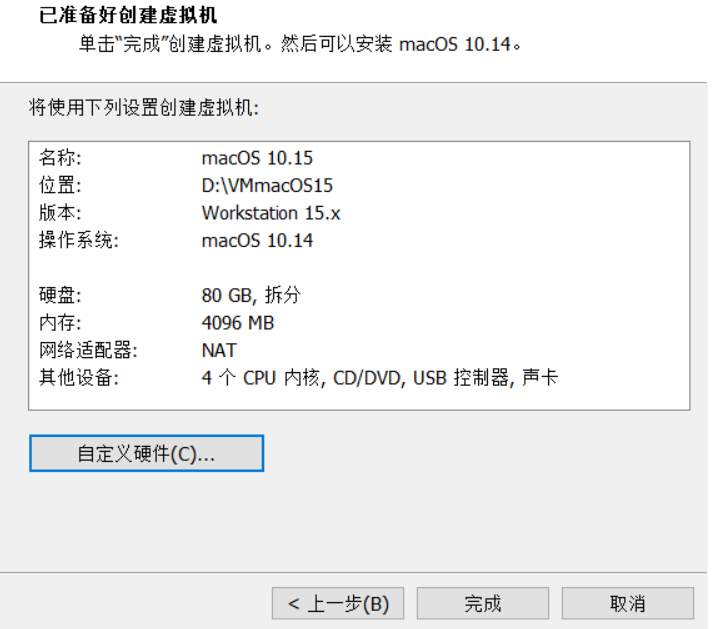 已准备好创建虚拟机
单击“完成”创建虚拟机。然后可以安装 macOS 10.14。
将使用下列设置创建虚拟机:
名称: macOS 10.15
位置: D:\VMmacOS15
版本: Workstation 15.x
操作系统: macOS 10.14
硬盘: 80 GB, 拆分
内存: 4096 MB
网络适配器: NAT
其他设备: 4 个 CPU 内核, CD/DVD, USB 控制器, 声卡
自定义硬件(C)...
< 上一步(B) 完成 取消